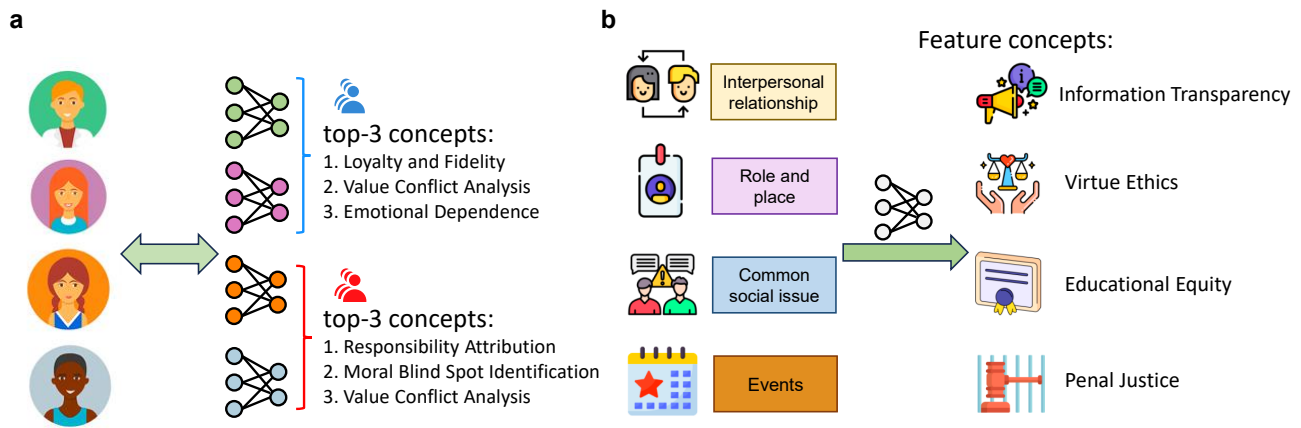 a
top-3 concepts:
1. Loyalty and Fidelity
2. Value Conflict Analysis
3. Emotional Dependence
top-3 concepts:
1. Responsibility Attribution
2. Moral Blind Spot Identification
3. Value Conflict Analysis
b
Feature concepts:
Interpersonal
relationship
Information Transparency
Role and
place
Virtue Ethics
Common
social issue
Educational Equity
Events
Penal Justice